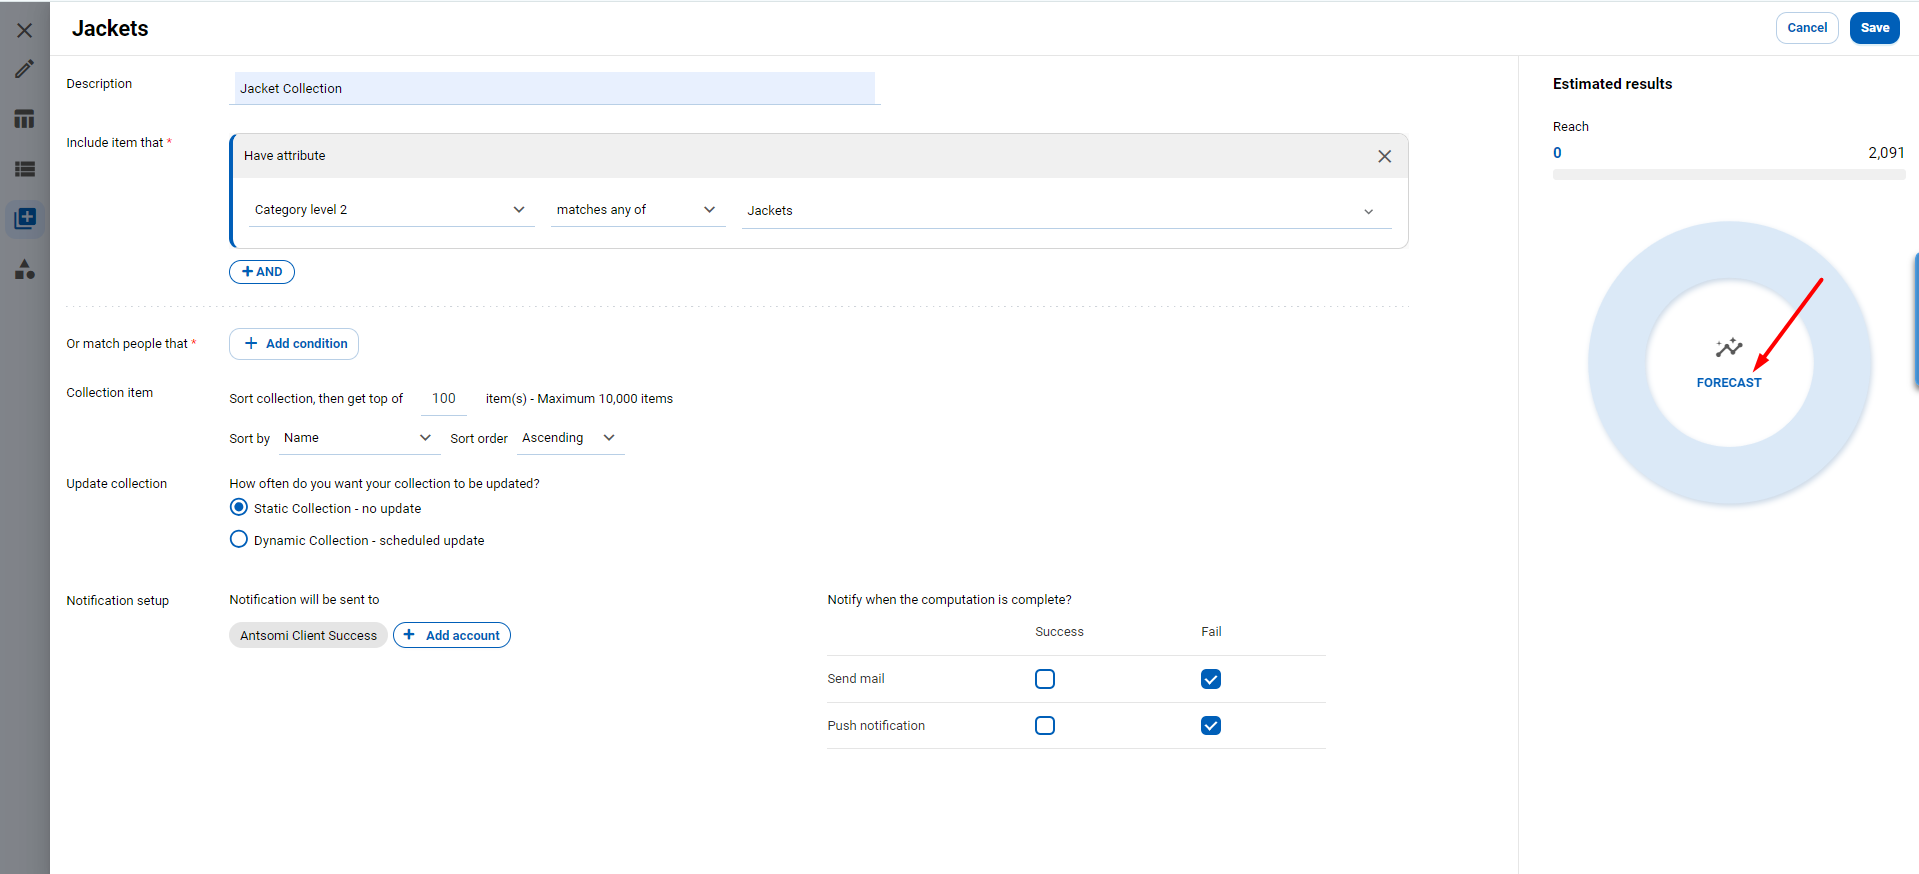 Jackets
Cancel
Save
Description
Jacket Collection
Include item that *
Have attribute
Category level 2
matches any of
Jackets
+ AND
Or match people that *
+ Add condition
Collection item
Sort collection, then get top of 100 item(s) - Maximum 10,000 items
Sort by Name Sort order Ascending
Update collection
How often do you want your collection to be updated?
Static Collection - no update
Dynamic Collection - scheduled update
Notification setup
Notification will be sent to
Antsomi Client Success
+ Add account
Notify when the computation is complete?
Success Fail
Send mail
Push notification
Estimated results
Reach
0 2,091
FORECAST